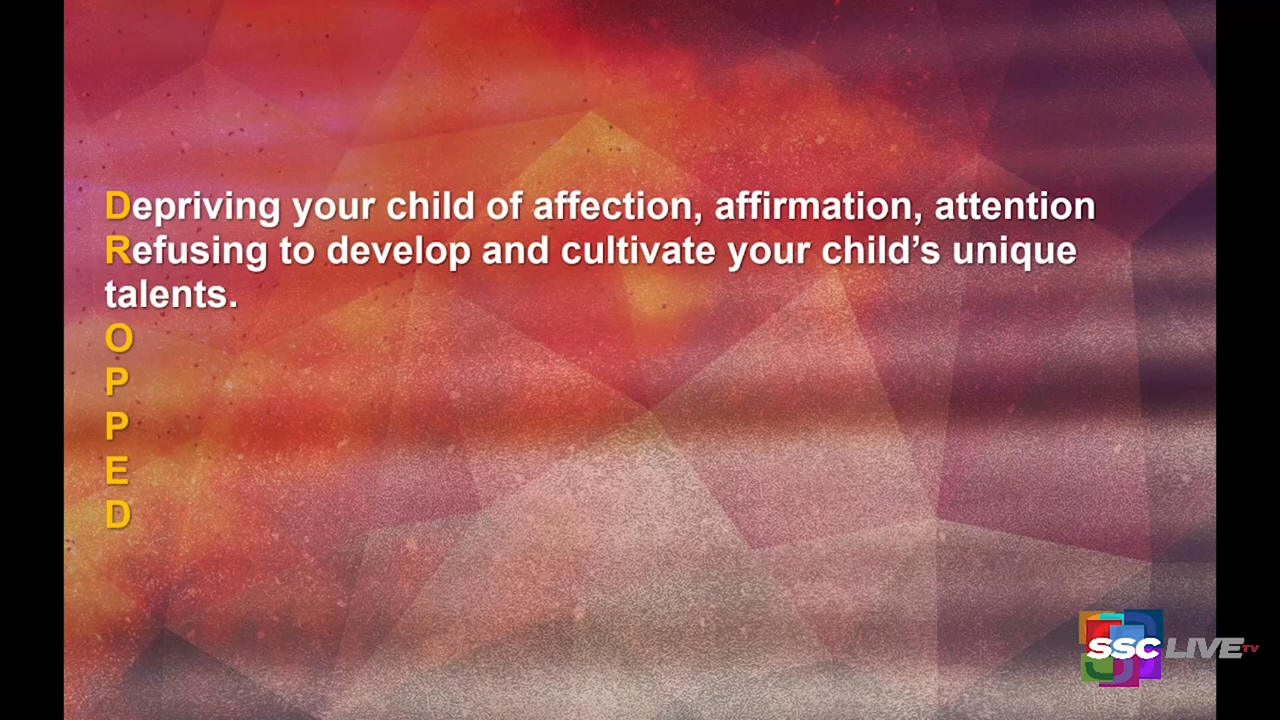 Depriving your child of affection, affirmation, attention
Refusing to develop and cultivate your child’s unique
talents.
O
P
P
E
D
SSC LIVE TV